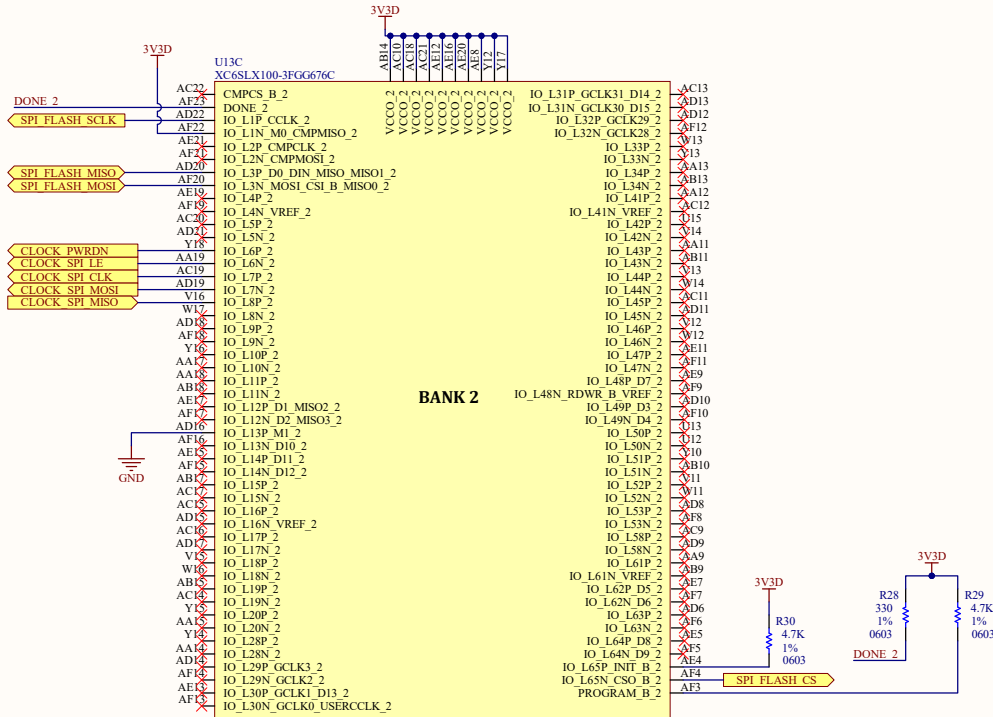 3V3D
3V3D
U13C
XC6SLX100-3FGG676C
AB14 VCCO_2
AC10 VCCO_2
AC18 VCCO_2
AC21 VCCO_2
AE12 VCCO_2
AE16 VCCO_2
AE20 VCCO_2
AE8 VCCO_2
Y12 VCCO_2
Y17 VCCO_2
AC22 CMPCS_B_2
DONE_2 AF23 DONE_2
SPI_FLASH_SCLK AD22 IO_L1P_CCLK_2
AF22 IO_L1N_M0_CMPMISO_2
AE21 IO_L2P_CMPCLK_2
AF21 IO_L2N_CMPMOSI_2
SPI_FLASH_MISO AD20 IO_L3P_D0_DIN_MISO_MISO1_2
SPI_FLASH_MOSI AF20 IO_L3N_MOSI_CSI_B_MISO0_2
AE19 IO_L4P_2
AF19 IO_L4N_VREF_2
AC20 IO_L5P_2
AD21 IO_L5N_2
CLOCK_PWRDN Y18 IO_L6P_2
CLOCK_SPI_LE AA19 IO_L6N_2
CLOCK_SPI_CLK AC19 IO_L7P_2
CLOCK_SPI_MOSI AD19 IO_L7N_2
CLOCK_SPI_MISO V16 IO_L8P_2
W17 IO_L8N_2
AD18 IO_L9P_2
AF18 IO_L9N_2
Y16 IO_L10P_2
AA17 IO_L10N_2
AA18 IO_L11P_2
AB18 IO_L11N_2
AE17 IO_L12P_D1_MISO2_2
AF17 IO_L12N_D2_MISO3_2
AD16 IO_L13P_M1_2
AF16 IO_L13N_D10_2
AE15 IO_L14P_D11_2
AF15 IO_L14N_D12_2
AB17 IO_L15P_2
AC17 IO_L15N_2
AC15 IO_L16P_2
AD15 IO_L16N_VREF_2
AC16 IO_L17P_2
AD17 IO_L17N_2
V15 IO_L18P_2
W16 IO_L18N_2
AB15 IO_L19P_2
AC14 IO_L19N_2
Y15 IO_L20P_2
AA15 IO_L20N_2
Y14 IO_L28P_2
AA14 IO_L28N_2
AD14 IO_L29P_GCLK3_2
AF14 IO_L29N_GCLK2_2
AE13 IO_L30P_GCLK1_D13_2
AF13 IO_L30N_GCLK0_USERCCLK_2
GND
BANK 2
IO_L31P_GCLK31_D14_2 AC13
IO_L31N_GCLK30_D15_2 AD13
IO_L32P_GCLK29_2 AD12
IO_L32N_GCLK28_2 AF12
IO_L33P_2 W13
IO_L33N_2 Y13
IO_L34P_2 AA13
IO_L34N_2 AB13
IO_L41P_2 AA12
IO_L41N_VREF_2 AC12
IO_L42P_2 U15
IO_L42N_2 V14
IO_L43P_2 AA11
IO_L43N_2 AB11
IO_L44P_2 V13
IO_L44N_2 W14
IO_L45P_2 AC11
IO_L45N_2 AD11
IO_L46P_2 V12
IO_L46N_2 W12
IO_L47P_2 AE11
IO_L47N_2 AF11
IO_L48P_D7_2 AE9
IO_L48N_RDWR_B_VREF_2 AF9
IO_L49P_D3_2 AD10
IO_L49N_D4_2 AF10
IO_L50P_2 U13
IO_L50N_2 U12
IO_L51P_2 Y10
IO_L51N_2 AB10
IO_L52P_2 V11
IO_L52N_2 W11
IO_L53P_2 AD8
IO_L53N_2 AF8
IO_L58P_2 AC9
IO_L58N_2 AD9
IO_L61P_2 AA9
IO_L61N_VREF_2 AB9
IO_L62P_D5_2 AE7
IO_L62N_D6_2 AF7
IO_L63P_2 AD6
IO_L63N_2 AF6
IO_L64P_D8_2 AE5
IO_L64N_D9_2 AF5
IO_L65P_INIT_B_2 AE4
IO_L65N_CSO_B_2 AF4 SPI_FLASH_CS
PROGRAM_B_2 AF3
3V3D
R30
4.7K
1%
0603
3V3D
R28
330
1%
0603
DONE_2
R29
4.7K
1%
0603